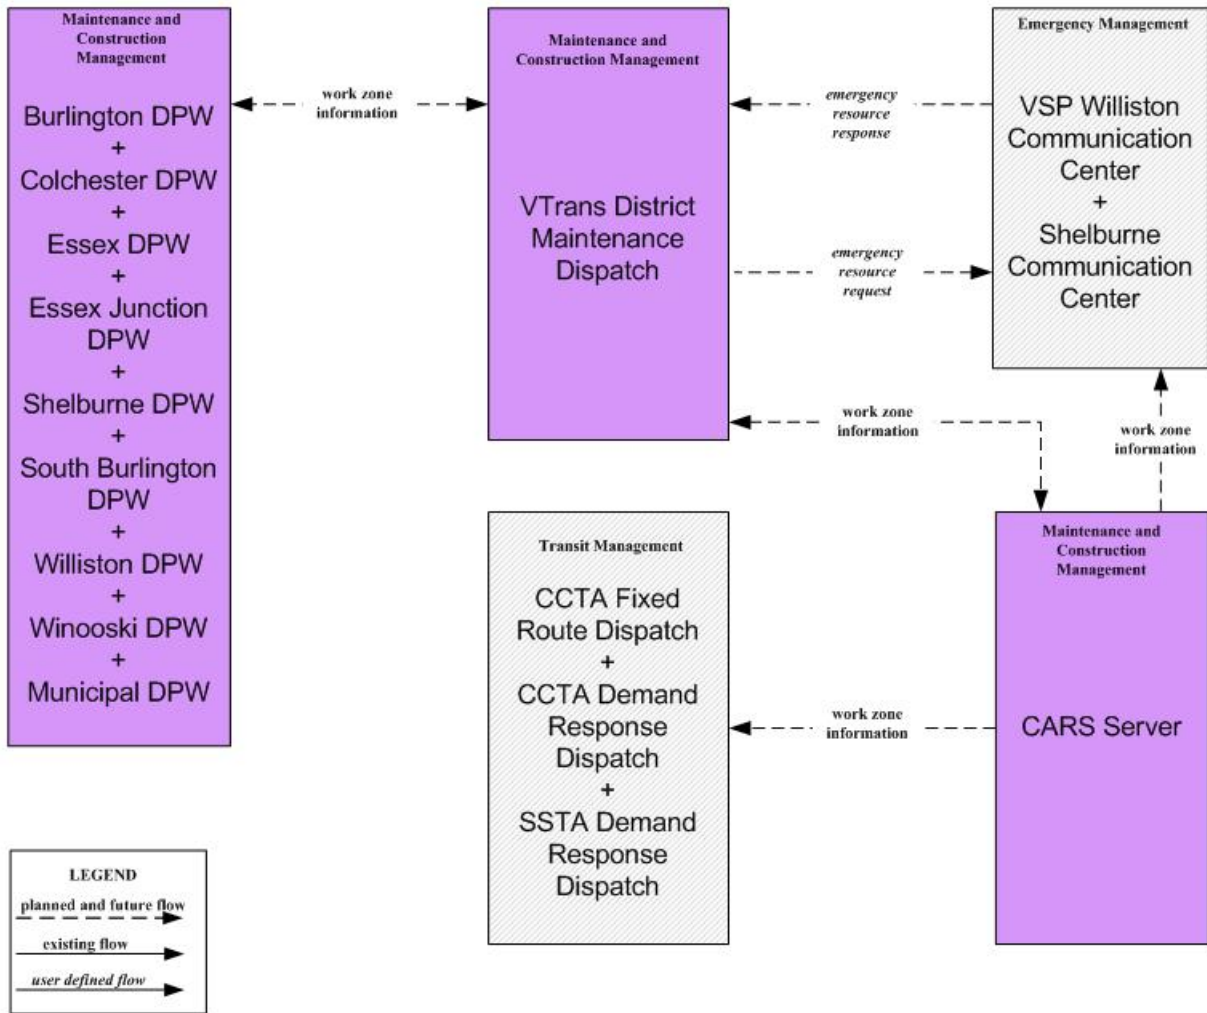 Maintenance and
Construction
Management
Burlington DPW
+
Colchester DPW
+
Essex DPW
+
Essex Junction
DPW
+
Shelburne DPW
+
South Burlington
DPW
+
Williston DPW
+
Winooski DPW
+
Municipal DPW
work zone
information
Maintenance and
Construction Management
VTrans District
Maintenance
Dispatch
emergency
resource
response
emergency
resource
request
Emergency Management
VSP Williston
Communication
Center
+
Shelburne
Communication
Center
work zone
information
work zone
information
Transit Management
CCTA Fixed
Route Dispatch
+
CCTA Demand
Response
Dispatch
+
SSTA Demand
Response
Dispatch
work zone
information
Maintenance and
Construction
Management
CARS Server
LEGEND
planned and future flow
existing flow
user defined flow